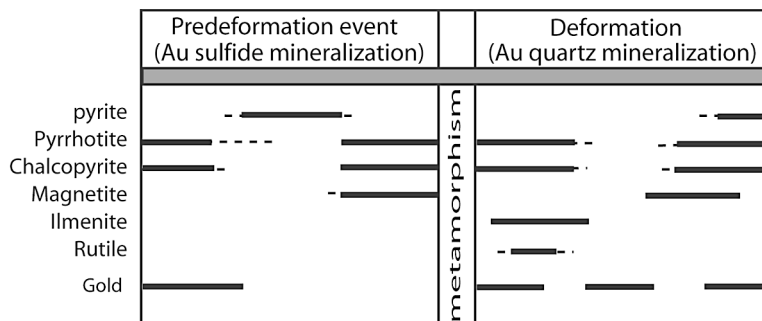 Predeformation event
(Au sulfide mineralization)
Deformation
(Au quartz mineralization)
metamorphism
pyrite
Pyrrhotite
Chalcopyrite
Magnetite
Ilmenite
Rutile
Gold